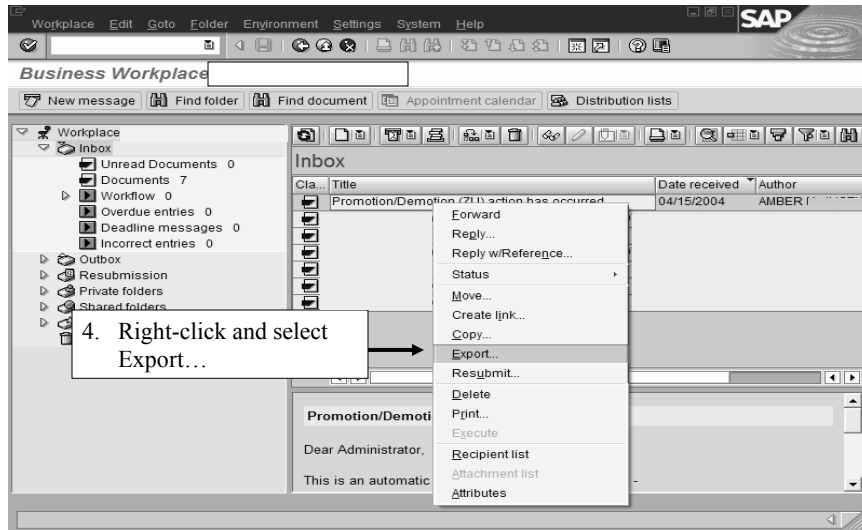 Workplace Edit Goto Folder Environment Settings System Help
SAP
Business Workplace
New message Find folder Find document Appointment calendar Distribution lists
Workplace
Inbox
Unread Documents 0
Documents 7
Workflow 0
Overdue entries 0
Deadline messages 0
Incorrect entries 0
Outbox
Resubmission
Private folders
Shared folders
4. Right-click and select
Export…
Inbox
Cla... Title Date received Author
Promotion/Demotion (ZU) action has occurred 04/15/2004 AMBER
Forward
Reply...
Reply w/Reference...
Status
Move...
Create link...
Copy...
Export...
Resubmit...
Delete
Print...
Execute
Recipient list
Attachment list
Attributes
Promotion/Demoti
Dear Administrator,
This is an automatic -